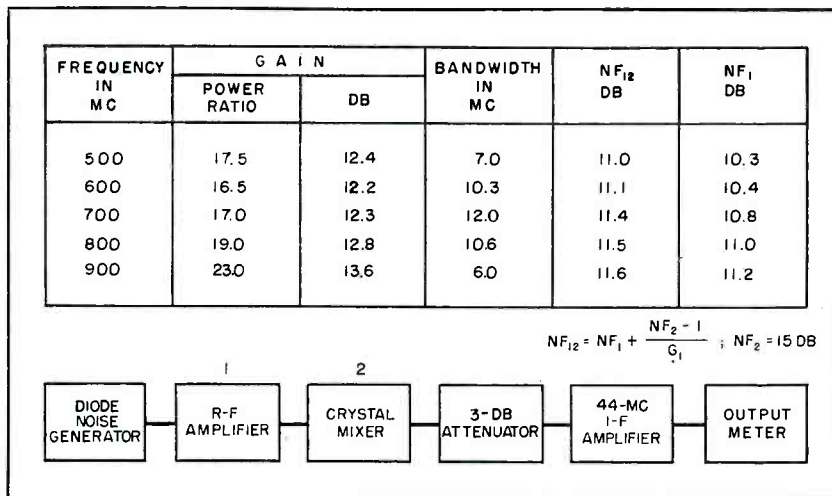 FREQUENCY IN MC | GAIN POWER RATIO | GAIN DB | BANDWIDTH IN MC | NF12 DB | NF1 DB
500 17.5 12.4 7.0 11.0 10.3
600 16.5 12.2 10.3 11.1 10.4
700 17.0 12.3 12.0 11.4 10.8
800 19.0 12.8 10.6 11.5 11.0
900 23.0 13.6 6.0 11.6 11.2
NF12 = NF1 + (NF2 - 1) / G1 ; NF2 = 15 DB
1 2
DIODE NOISE GENERATOR
R-F AMPLIFIER
CRYSTAL MIXER
3-DB ATTENUATOR
44-MC I-F AMPLIFIER
OUTPUT METER